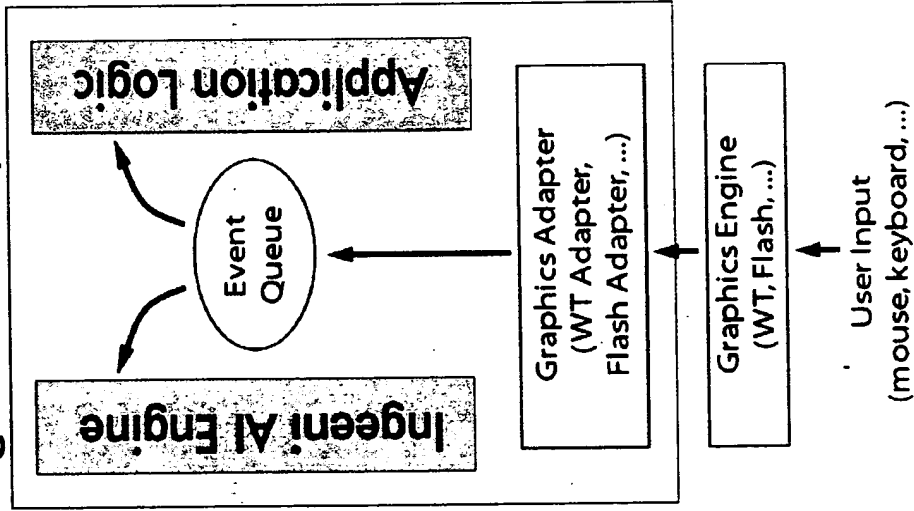 Ingeeni AI Engine
Application Logic
Event
Queue
Graphics Adapter
(WT Adapter,
Flash Adapter, ...)
Graphics Engine
(WT, Flash, ...)
User Input
(mouse, keyboard, ...)